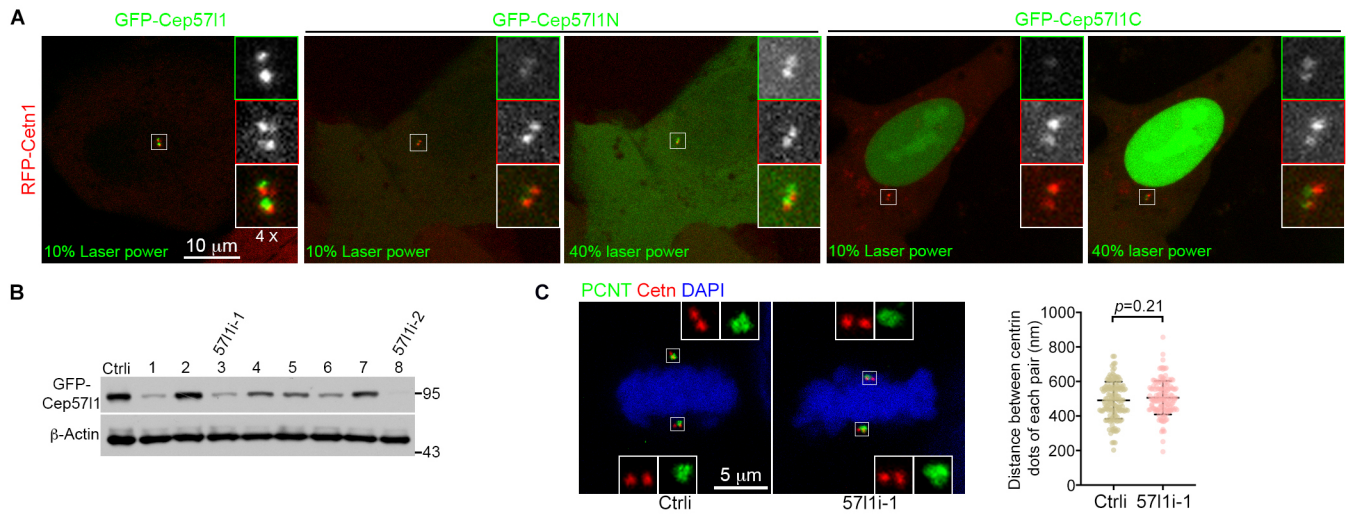 A
GFP-Cep57l1
GFP-Cep57l1N
GFP-Cep57l1C
RFP-Cetn1
4 x
10% Laser power
10 μm
10% Laser power
40% laser power
10% Laser power
40% laser power
B
57l1i-1
57l1i-2
Ctrli 1 2 3 4 5 6 7 8
GFP-
Cep57l1
95
β-Actin
43
C
PCNT Cetn DAPI
5 μm
Ctrli
57l1i-1
Distance between centrin
dots of each pair (nm)
p=0.21
1000
800
600
400
200
0
Ctrli 57l1i-1